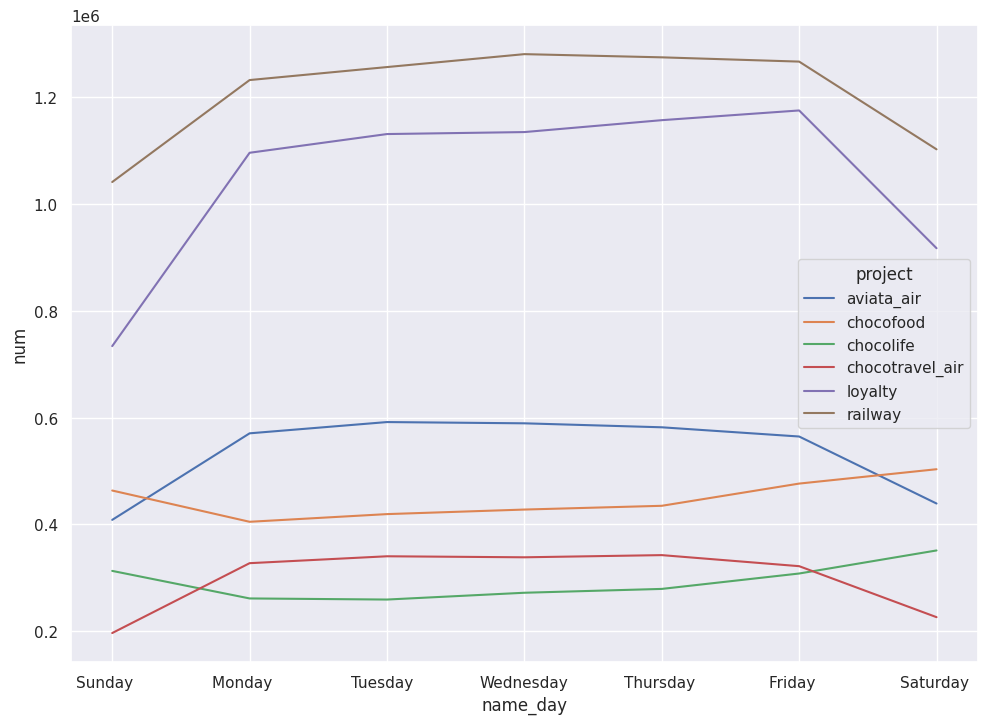 1e6
1.2
1.0
0.8
0.6
0.4
0.2
num
project
aviata_air
chocofood
chocolife
chocotravel_air
loyalty
railway
Sunday Monday Tuesday Wednesday Thursday Friday Saturday
name_day